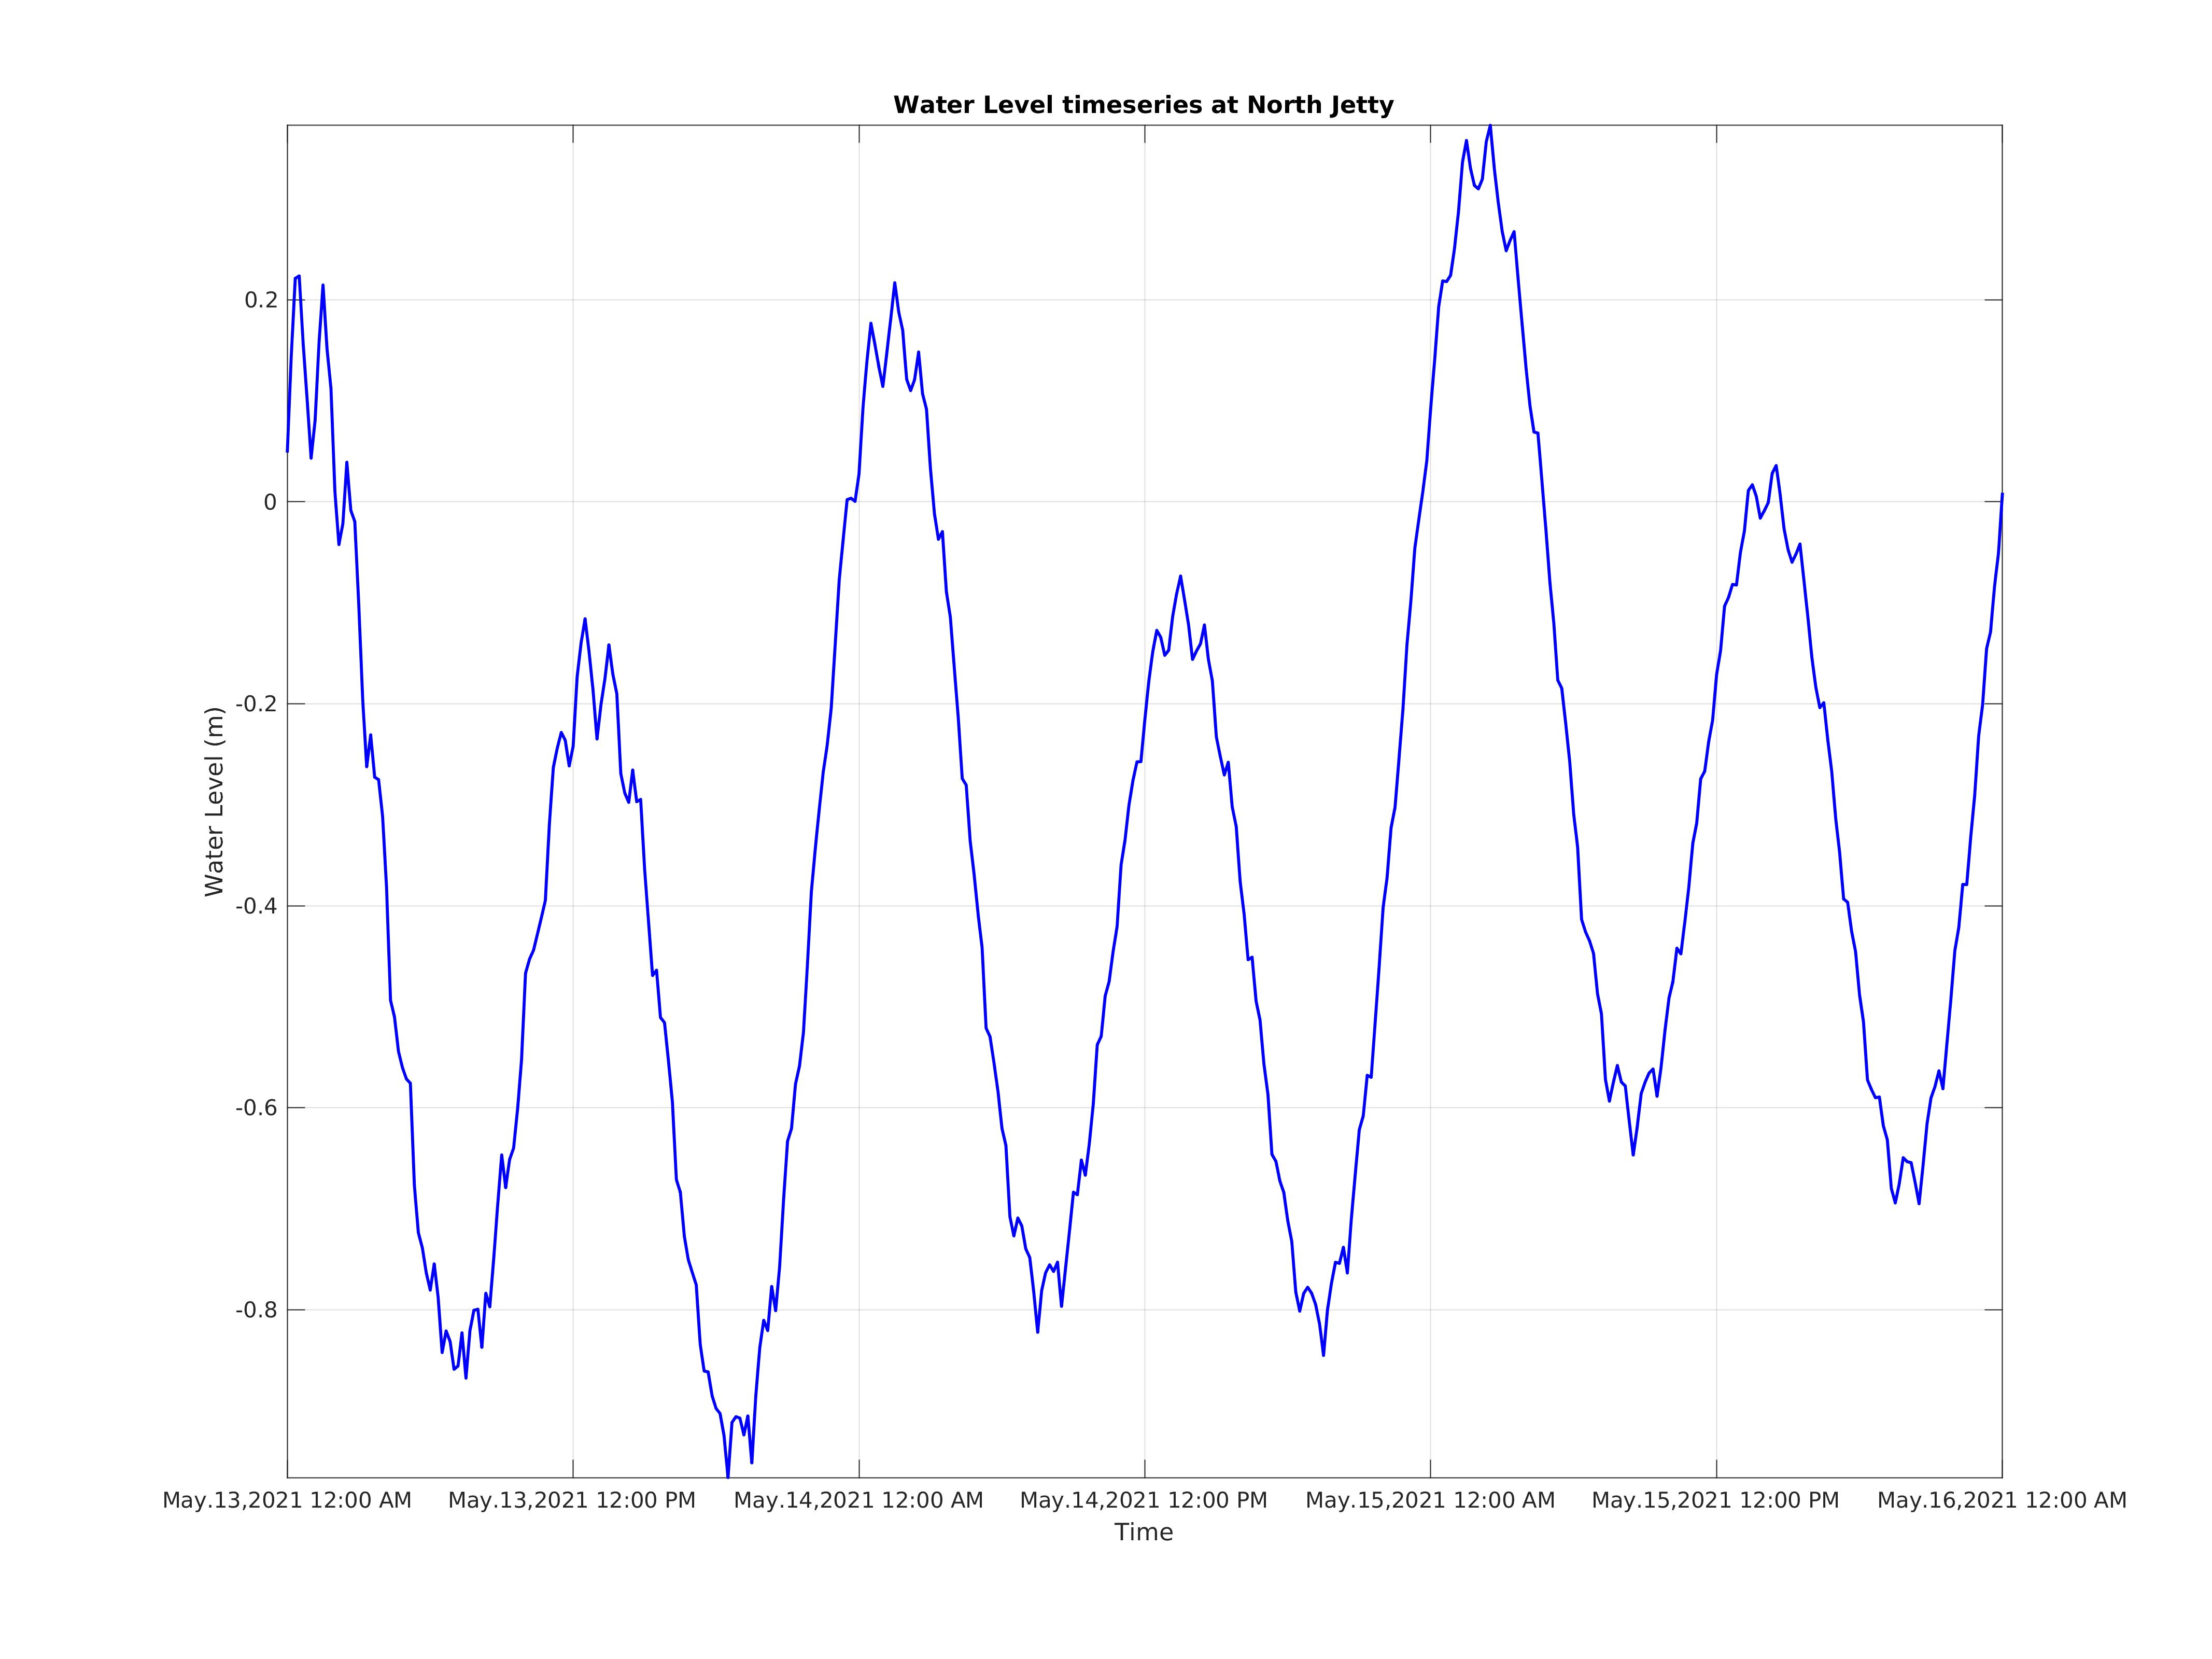 Water Level timeseries at North Jetty
0.2
0
-0.2
-0.4
-0.6
-0.8
Water Level (m)
May.13,2021 12:00 AM
May.13,2021 12:00 PM
May.14,2021 12:00 AM
May.14,2021 12:00 PM
May.15,2021 12:00 AM
May.15,2021 12:00 PM
May.16,2021 12:00 AM
Time